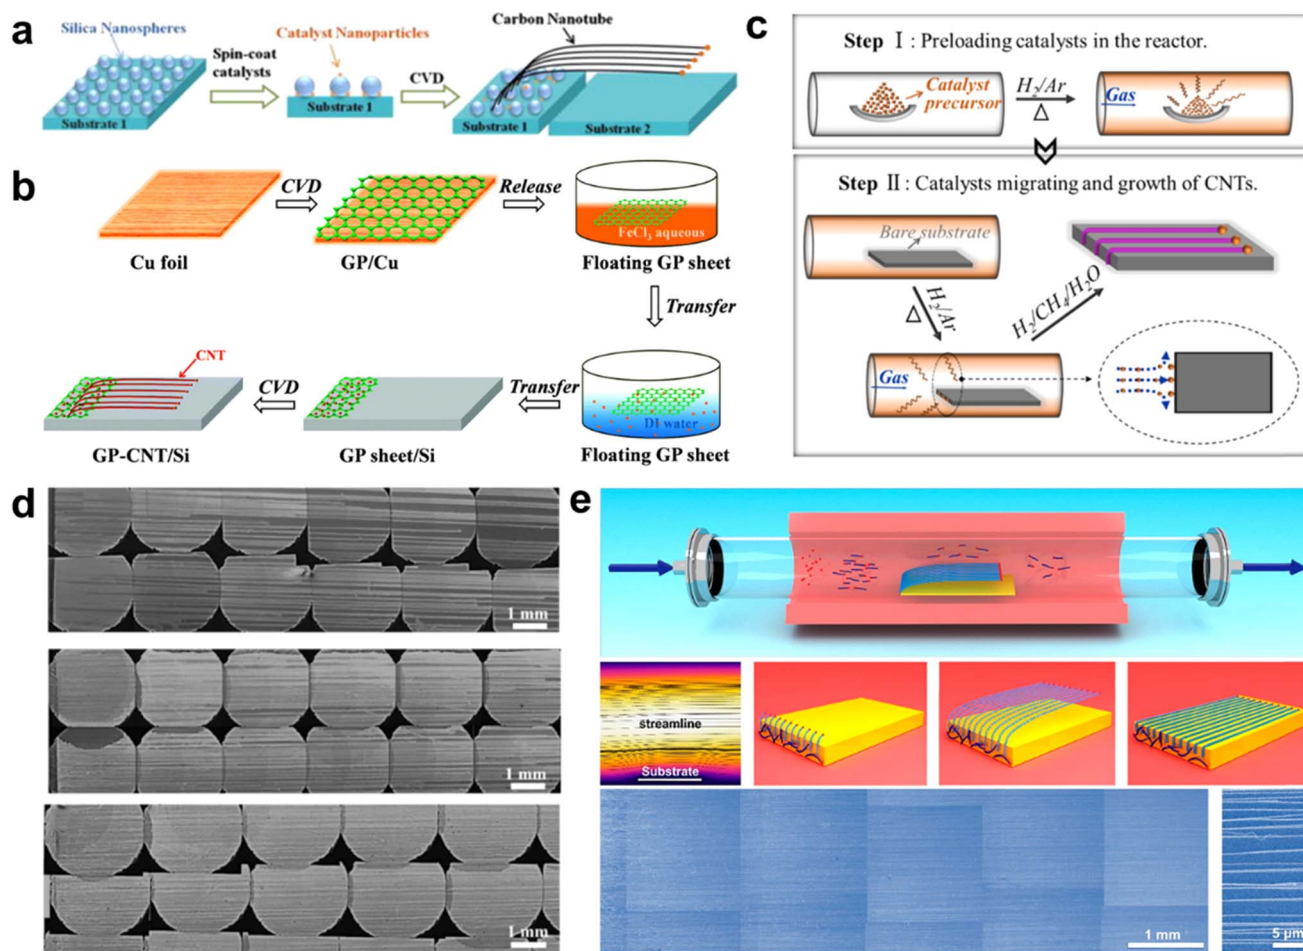 a
Silica Nanospheres
Spin-coat
catalysts
Substrate 1
Catalyst Nanoparticles
Substrate 1
CVD
Carbon Nanotube
Substrate 1
Substrate 2
b
Cu foil
CVD
GP/Cu
Release
FeCl₃ aqueous
Floating GP sheet
Transfer
CNT
GP-CNT/Si
CVD
GP sheet/Si
Transfer
DI water
Floating GP sheet
c
Step Ⅰ : Preloading catalysts in the reactor.
Catalyst
precursor
H₂/Ar
△
Gas
Step Ⅱ : Catalysts migrating and growth of CNTs.
Bare substrate
H₂/Ar
△
H₂/CH₄/H₂O
Gas
d
1 mm
1 mm
1 mm
e
streamline
Substrate
1 mm
5 μm